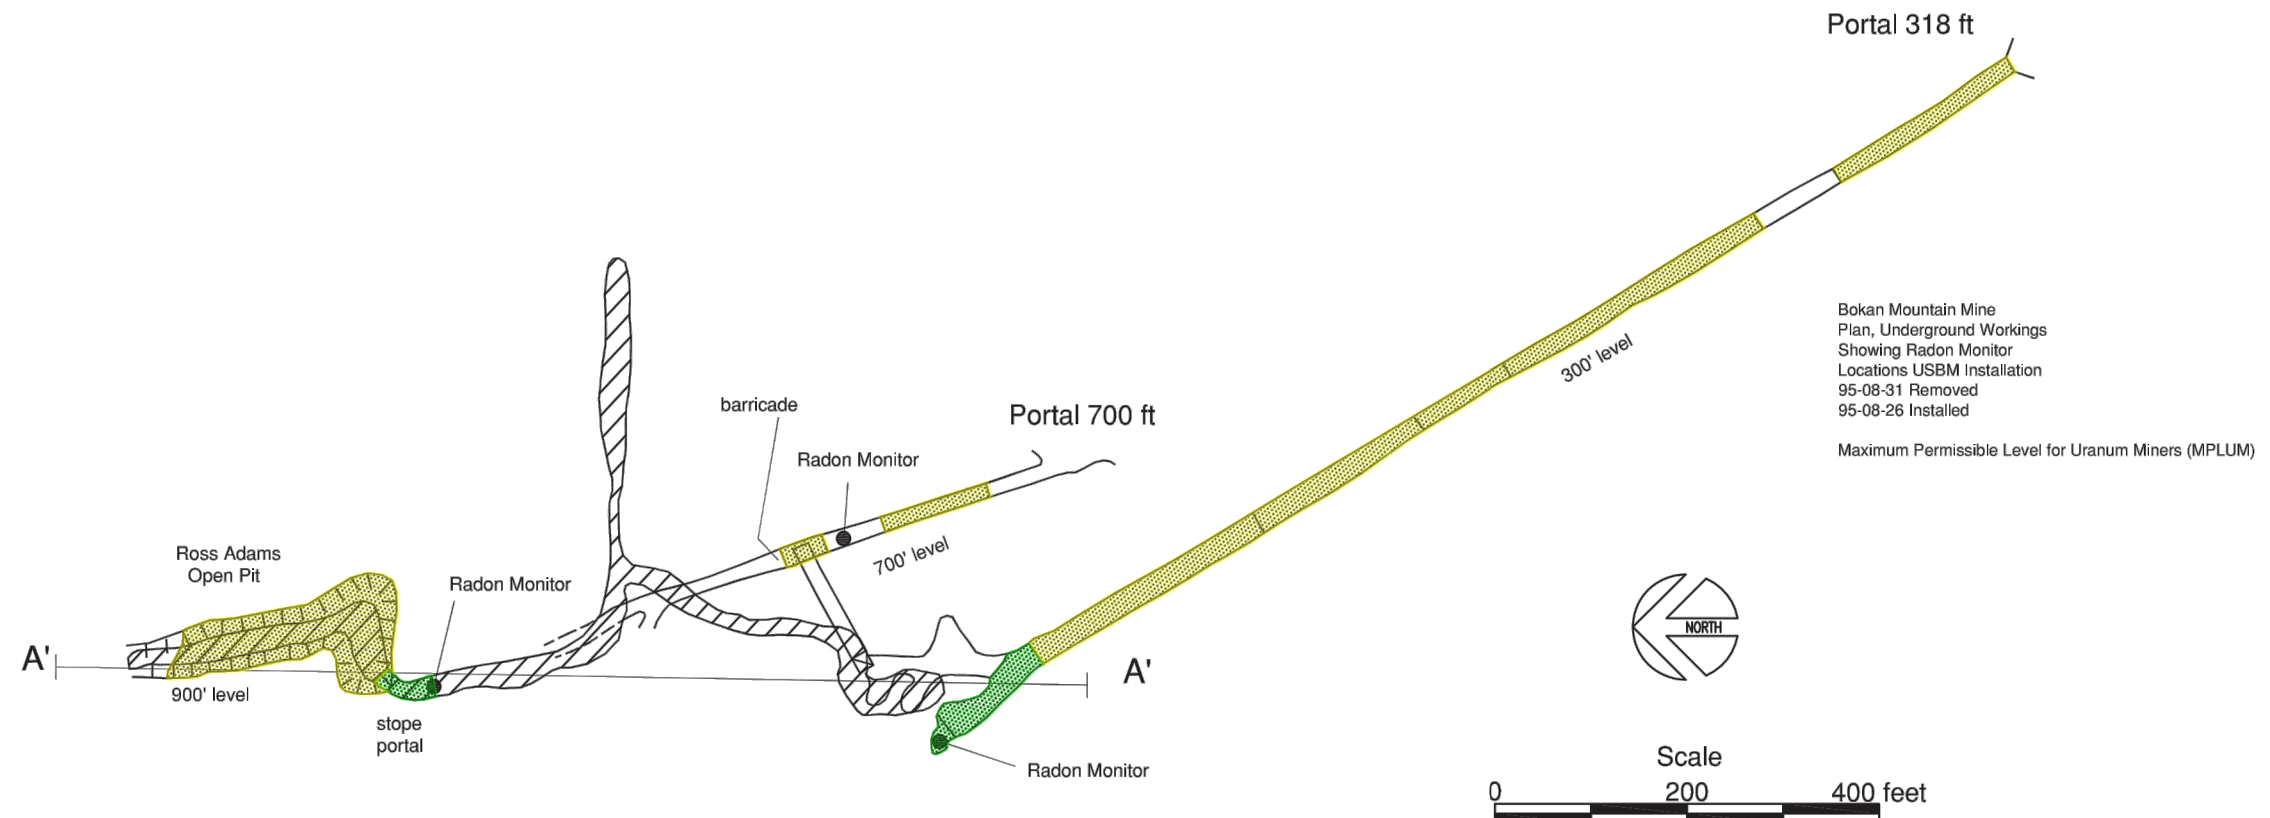 Portal 318 ft
Bokan Mountain Mine
Plan, Underground Workings
Showing Radon Monitor
Locations USBM Installation
95-08-31 Removed
95-08-26 Installed
Maximum Permissible Level for Uranum Miners (MPLUM)
300' level
barricade
Portal 700 ft
Radon Monitor
700' level
Ross Adams
Open Pit
Radon Monitor
A'
900' level
stope
portal
A'
Radon Monitor
NORTH
Scale
0 200 400 feet